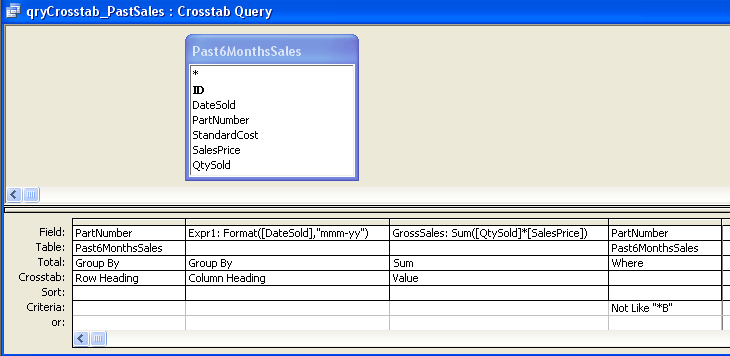 qryCrosstab_PastSales : Crosstab Query
Past6MonthsSales
*
ID
DateSold
PartNumber
StandardCost
SalesPrice
QtySold
Field: PartNumber Expr1: Format([DateSold],"mmm-yy") GrossSales: Sum([QtySold]*[SalesPrice]) PartNumber
Table: Past6MonthsSales Past6MonthsSales
Total: Group By Group By Sum Where
Crosstab: Row Heading Column Heading Value
Sort:
Criteria: Not Like "*B"
or: